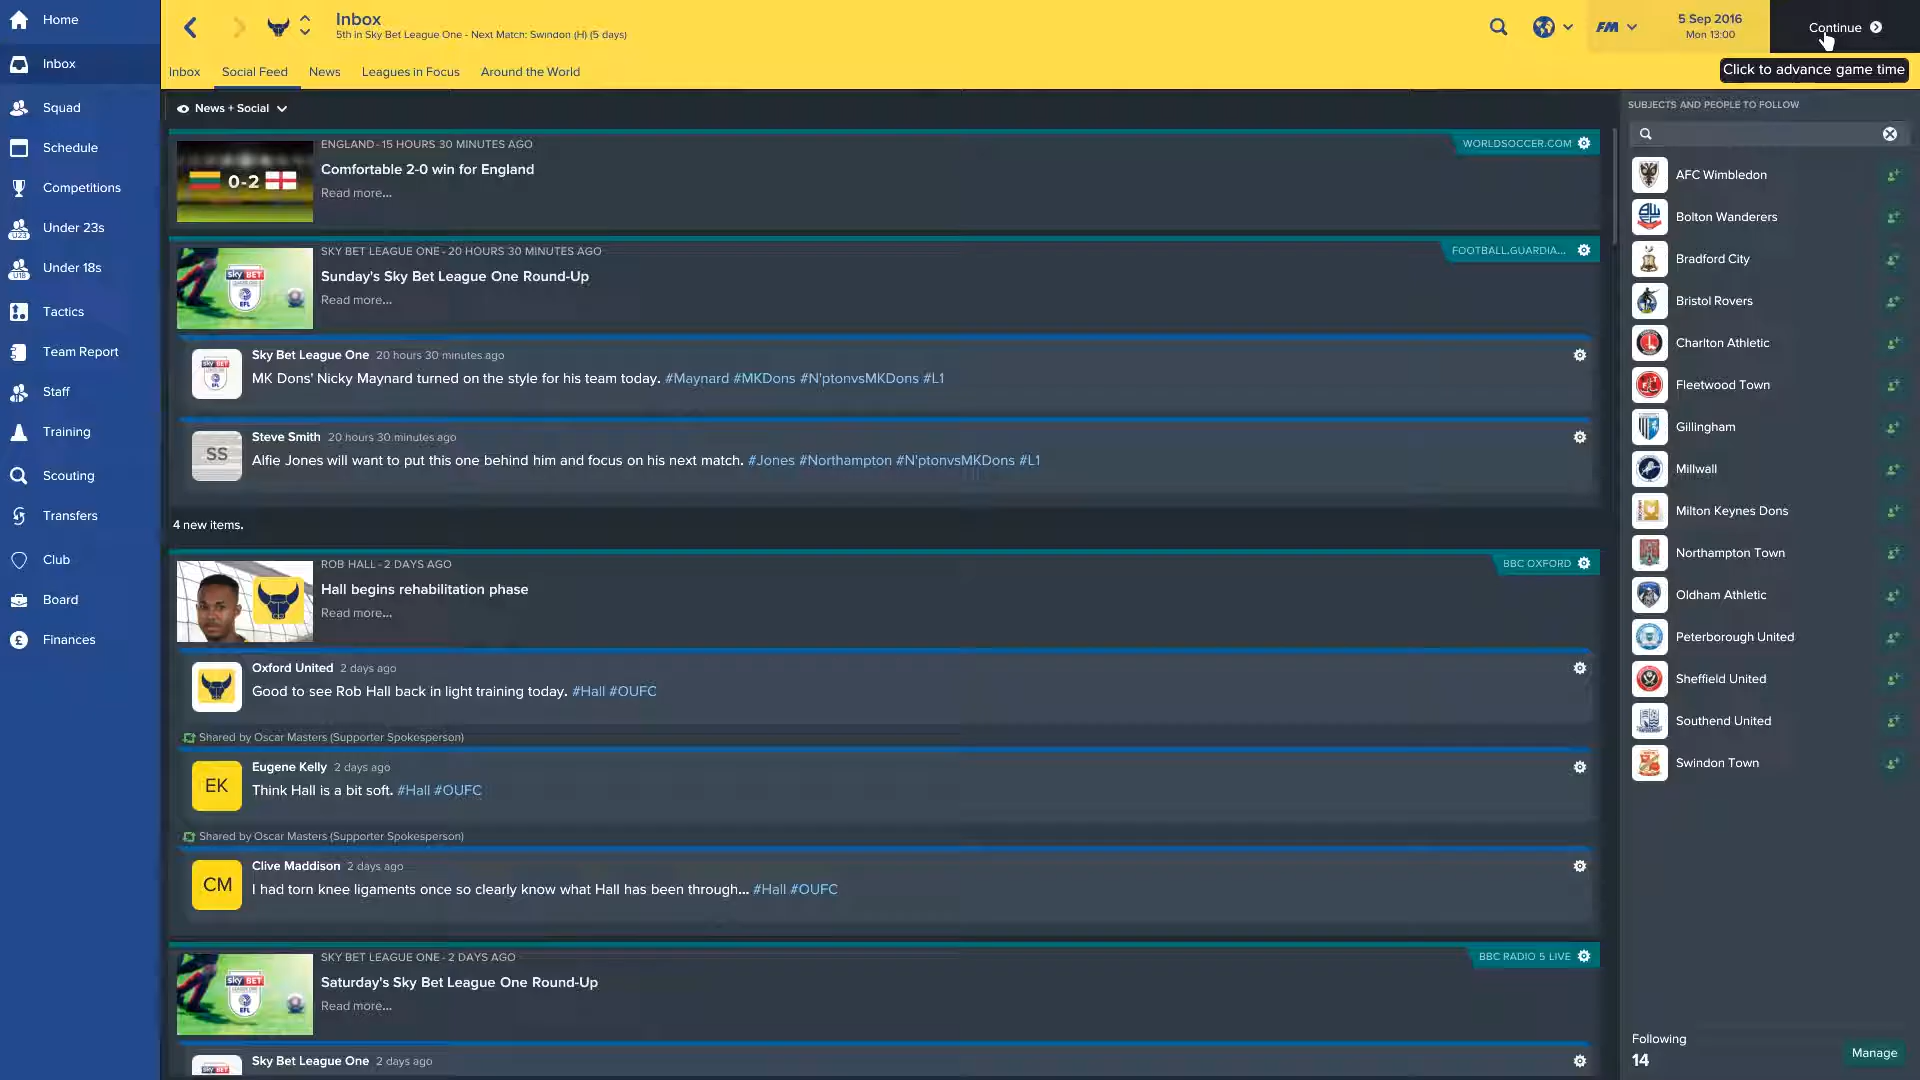 Home
Inbox
Squad
Schedule
Competitions
U23
Under 23s
U18
Under 18s
Tactics
Team Report
Staff
Training
Scouting
Transfers
Club
Board
£
Finances
Inbox
5th in Sky Bet League One - Next Match: Swindon (H) (5 days)
FM
5 Sep 2016
Mon 13:00
Continue
Click to advance game time
Inbox
Social Feed
News
Leagues in Focus
Around the World
News + Social
ENGLAND - 15 HOURS 30 MINUTES AGO
WORLDSOCCER.COM
0-2
Comfortable 2-0 win for England
Read more...
SKY BET LEAGUE ONE - 20 HOURS 30 MINUTES AGO
FOOTBALL.GUARDIA...
sky BET
EFL
Sunday's Sky Bet League One Round-Up
Read more...
Sky Bet League One 20 hours 30 minutes ago
MK Dons' Nicky Maynard turned on the style for his team today. #Maynard #MKDons #N'ptonvsMKDons #L1
Steve Smith 20 hours 30 minutes ago
SS
Alfie Jones will want to put this one behind him and focus on his next match. #Jones #Northampton #N'ptonvsMKDons #L1
4 new items.
ROB HALL - 2 DAYS AGO
BBC OXFORD
Hall begins rehabilitation phase
Read more...
Oxford United 2 days ago
Good to see Rob Hall back in light training today. #Hall #OUFC
Shared by Oscar Masters (Supporter Spokesperson)
Eugene Kelly 2 days ago
EK
Think Hall is a bit soft. #Hall #OUFC
Shared by Oscar Masters (Supporter Spokesperson)
Clive Maddison 2 days ago
CM
I had torn knee ligaments once so clearly know what Hall has been through... #Hall #OUFC
SKY BET LEAGUE ONE - 2 DAYS AGO
BBC RADIO 5 LIVE
sky BET
EFL
Saturday's Sky Bet League One Round-Up
Read more...
Sky Bet League One 2 days ago
SUBJECTS AND PEOPLE TO FOLLOW
AFC Wimbledon
Bolton Wanderers
Bradford City
Bristol Rovers
Charlton Athletic
Fleetwood Town
Gillingham
Millwall
Milton Keynes Dons
Northampton Town
Oldham Athletic
Peterborough United
Sheffield United
Southend United
Swindon Town
Following
14
Manage